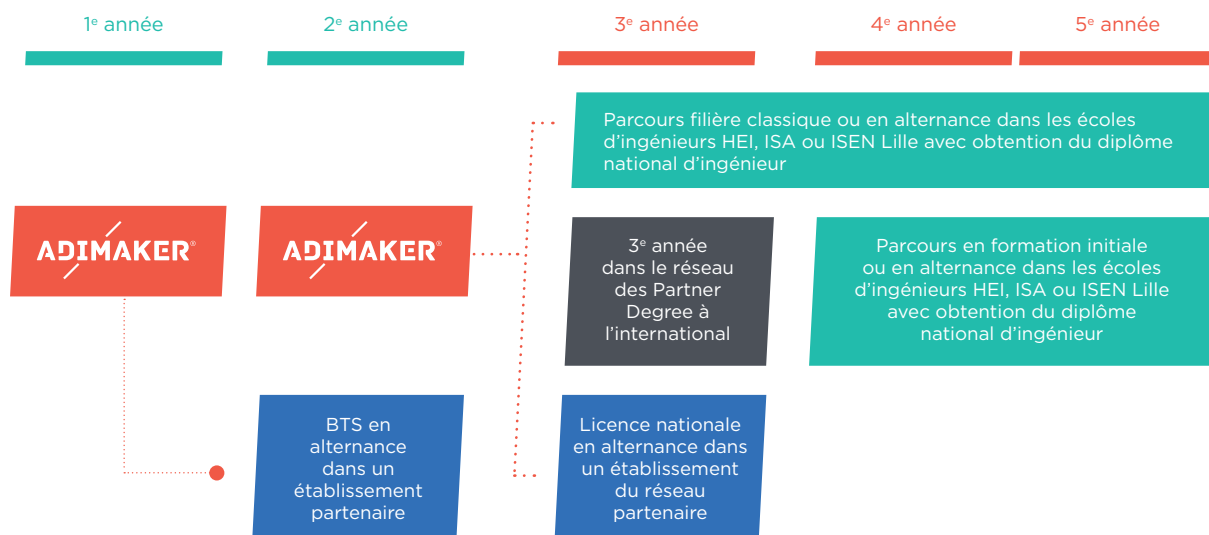 1e année
2e année
3e année
4e année
5e année
Parcours filière classique ou en alternance dans les écoles
d'ingénieurs HEI, ISA ou ISEN Lille avec obtention du diplôme
national d'ingénieur
ADIMAKER®
ADIMAKER®
3e année
dans le réseau
des Partner
Degree à
l'international
Parcours en formation initiale
ou en alternance dans les écoles
d'ingénieurs HEI, ISA ou ISEN Lille
avec obtention du diplôme
national d'ingénieur
BTS en
alternance
dans un
établissement
partenaire
Licence nationale
en alternance dans
un établissement
du réseau
partenaire